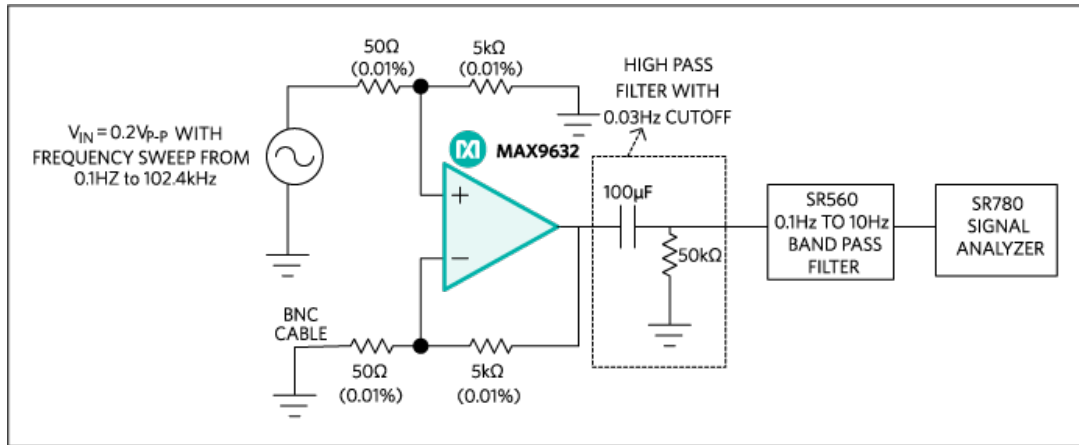 50Ω
(0.01%)
5kΩ
(0.01%)
HIGH PASS
FILTER WITH
0.03Hz CUTOFF
V_IN = 0.2V_P-P WITH
FREQUENCY SWEEP FROM
0.1HZ to 102.4kHz
MAX9632
+
−
100µF
50kΩ
SR560
0.1Hz TO 10Hz
BAND PASS
FILTER
SR780
SIGNAL
ANALYZER
BNC
CABLE
50Ω
(0.01%)
5kΩ
(0.01%)